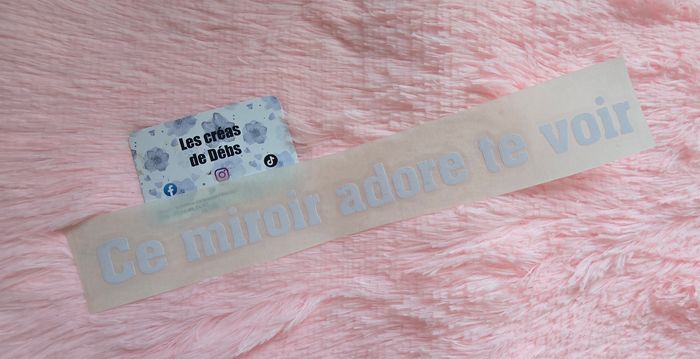 Les créas
de Débs
Ce miroir adore te voir